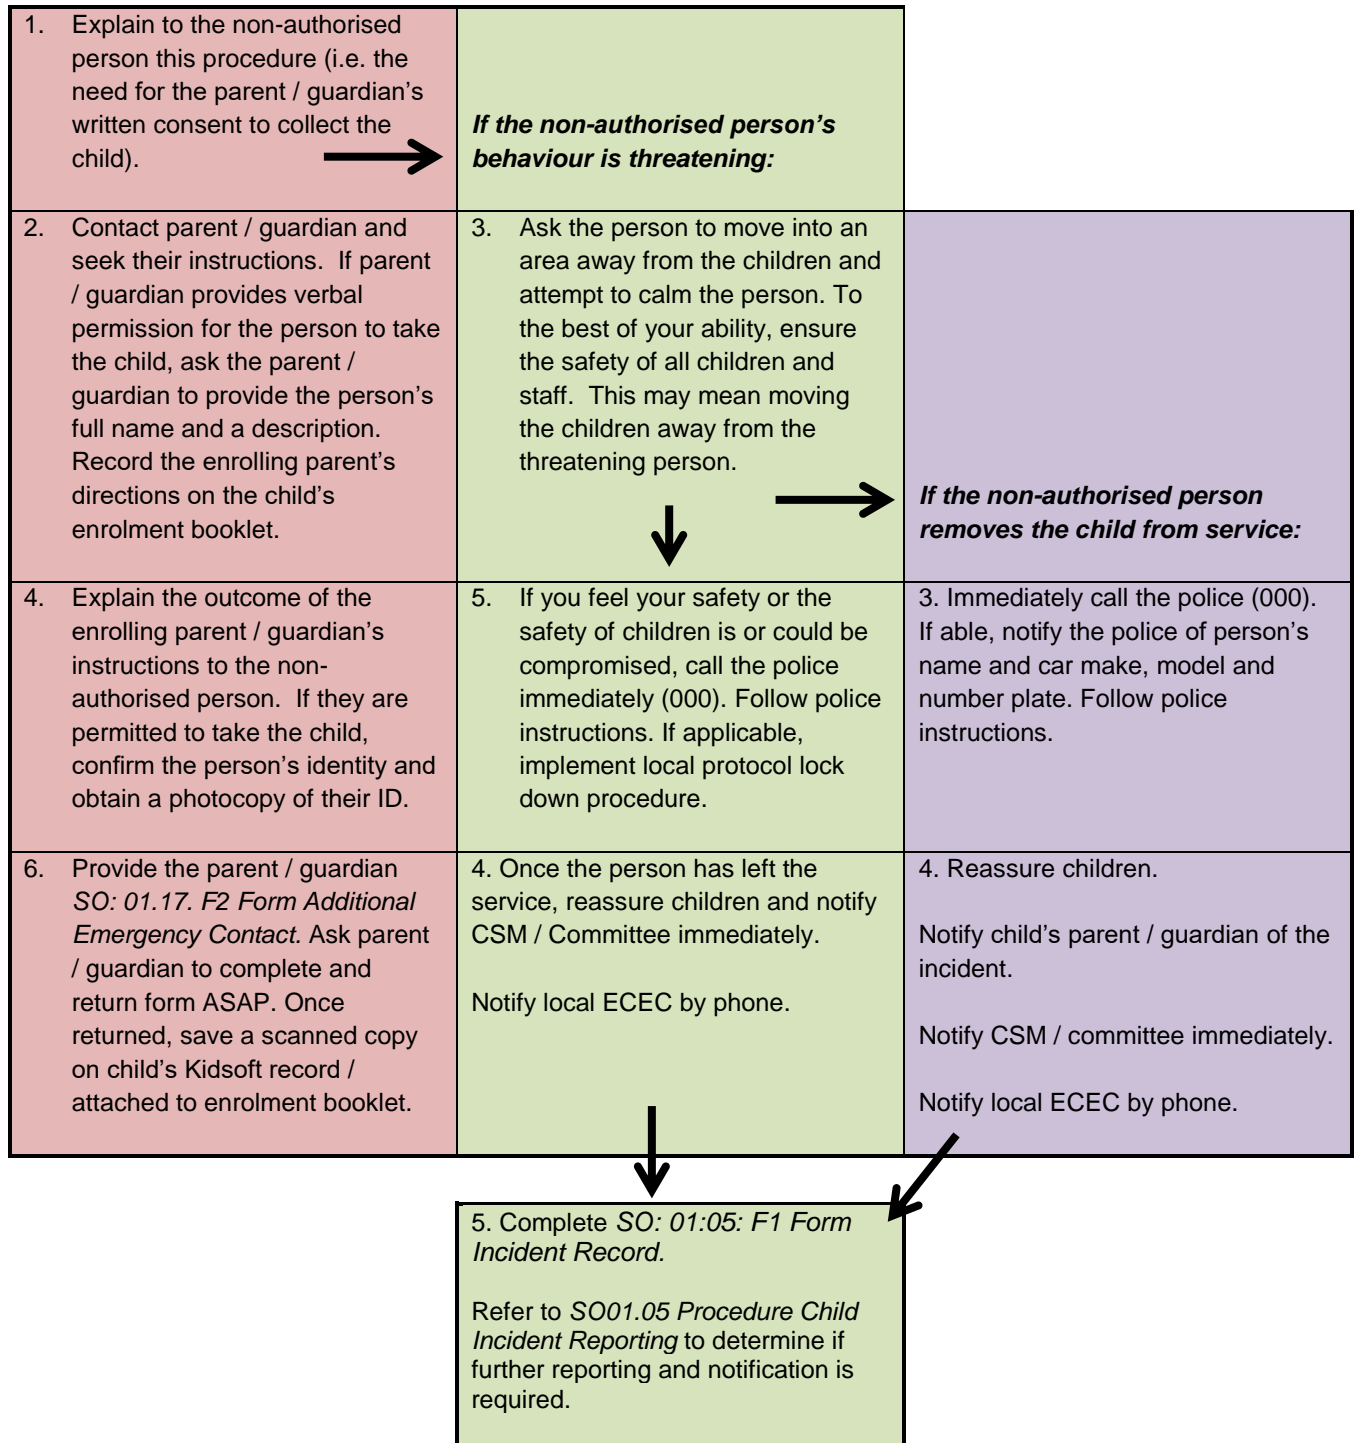 1. Explain to the non-authorised
person this procedure (i.e. the
need for the parent / guardian's
written consent to collect the
child).
If the non-authorised person's
behaviour is threatening:
2. Contact parent / guardian and
seek their instructions.  If parent
/ guardian provides verbal
permission for the person to take
the child, ask the parent /
guardian to provide the person's
full name and a description.
Record the enrolling parent's
directions on the child's
enrolment booklet.
3. Ask the person to move into an
area away from the children and
attempt to calm the person. To
the best of your ability, ensure
the safety of all children and
staff.  This may mean moving
the children away from the
threatening person.
If the non-authorised person
removes the child from service:
4. Explain the outcome of the
enrolling parent / guardian's
instructions to the non-
authorised person.  If they are
permitted to take the child,
confirm the person's identity and
obtain a photocopy of their ID.
5. If you feel your safety or the
safety of children is or could be
compromised, call the police
immediately (000). Follow police
instructions. If applicable,
implement local protocol lock
down procedure.
3. Immediately call the police (000).
If able, notify the police of person's
name and car make, model and
number plate. Follow police
instructions.
6. Provide the parent / guardian
SO: 01.17. F2 Form Additional
Emergency Contact. Ask parent
/ guardian to complete and
return form ASAP. Once
returned, save a scanned copy
on child's Kidsoft record /
attached to enrolment booklet.
4. Once the person has left the
service, reassure children and notify
CSM / Committee immediately.
Notify local ECEC by phone.
4. Reassure children.
Notify child's parent / guardian of the
incident.
Notify CSM / committee immediately.
Notify local ECEC by phone.
5. Complete SO: 01:05: F1 Form
Incident Record.
Refer to SO01.05 Procedure Child
Incident Reporting to determine if
further reporting and notification is
required.